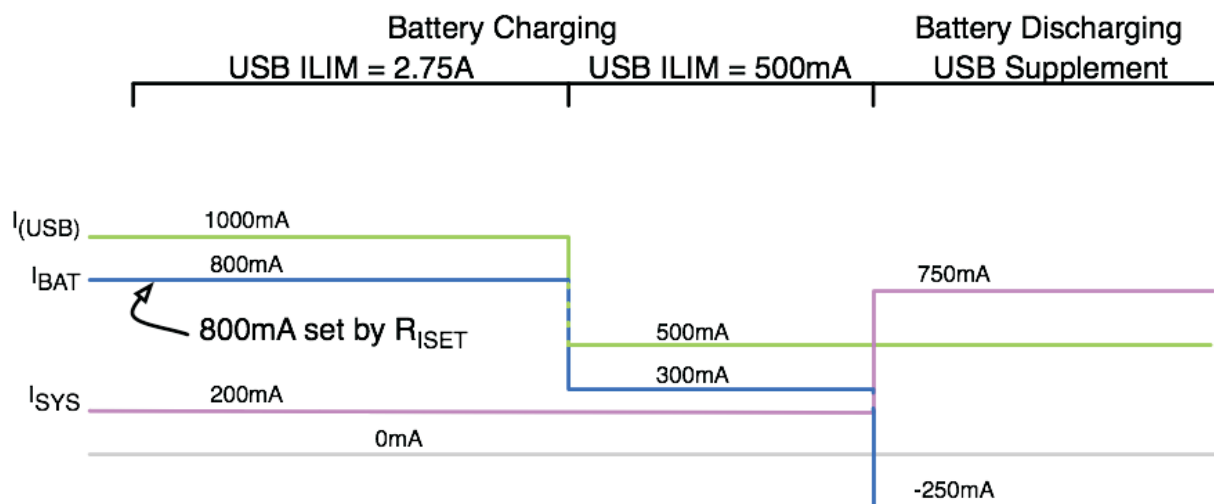 Battery Charging
Battery Discharging
USB ILIM = 2.75A
USB ILIM = 500mA
USB Supplement
I(USB)
1000mA
IBAT
800mA
750mA
800mA set by RISET
500mA
300mA
ISYS
200mA
0mA
-250mA